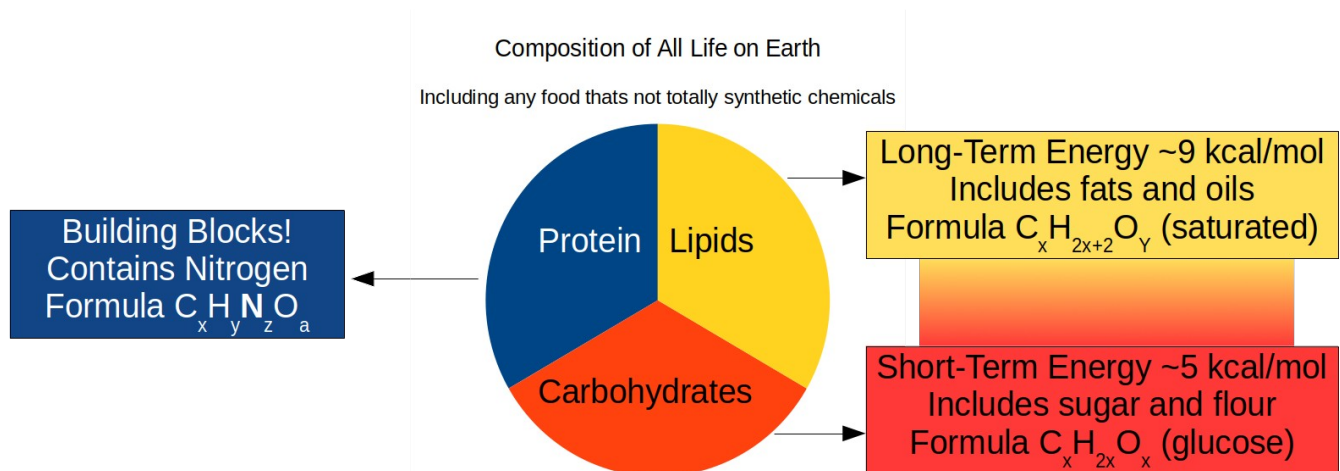 Composition of All Life on Earth
Including any food thats not totally synthetic chemicals
Building Blocks!
Contains Nitrogen
Formula CₓHᵧN_zOₐ
Protein
Lipids
Carbohydrates
Long-Term Energy ~9 kcal/mol
Includes fats and oils
Formula CₓH₂ₓ₊₂O_Y (saturated)
Short-Term Energy ~5 kcal/mol
Includes sugar and flour
Formula CₓH₂ₓOₓ (glucose)